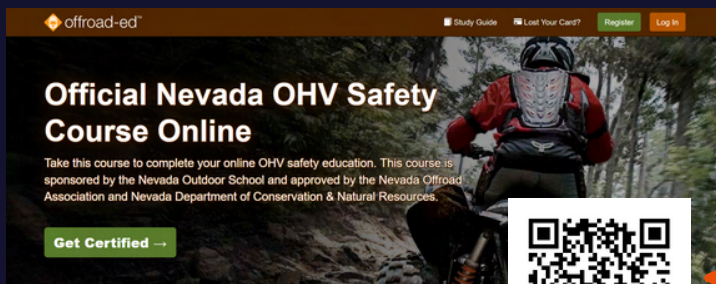 offroad-ed™
Study Guide
Lost Your Card?
Register
Log In
Official Nevada OHV Safety
Course Online
Take this course to complete your online OHV safety education. This course is
sponsored by the Nevada Outdoor School and approved by the Nevada Offroad
Association and Nevada Department of Conservation & Natural Resources.
Get Certified →